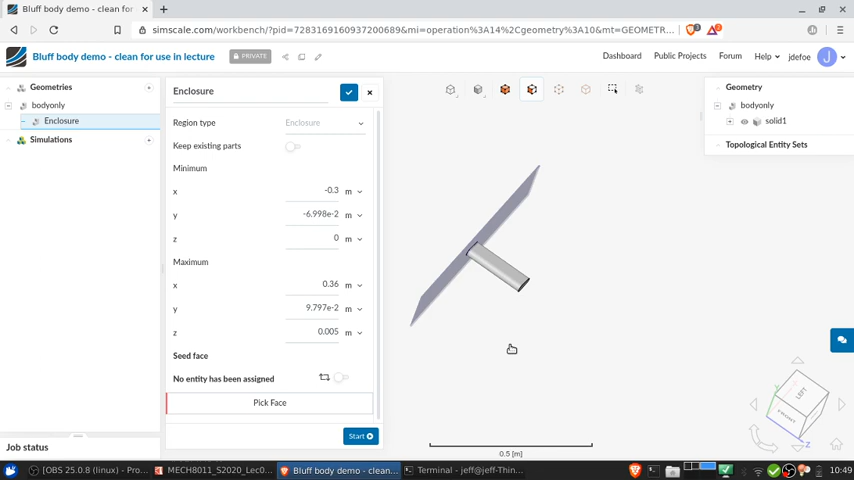 Bluff body demo - clean f
simscale.com/workbench/?pid=728316916093720068​9&mi=operation%3A14%2Cgeometry%3A10&mt=GEOMETR...
Bluff body demo - clean for use in lecture
PRIVATE
Dashboard
Public Projects
Forum
Help
jdefoe
J
Geometries
bodyonly
Enclosure
Simulations
Enclosure
Region type
Enclosure
Keep existing parts
Minimum
x
-0.3
m
y
-6.998e-2
m
z
0
m
Maximum
x
0.36
m
y
9.797e-2
m
z
0.005
m
Seed face
No entity has been assigned
Pick Face
Start
Geometry
bodyonly
solid1
Topological Entity Sets
LEFT
FRONT
Y
Z
0.5 [m]
Job status
[OBS 25.0.8 (linux) - Pro...
MECH8011_S2020_Lec0...
Bluff body demo - clean...
Terminal - jeff@jeff-Thin...
10:49